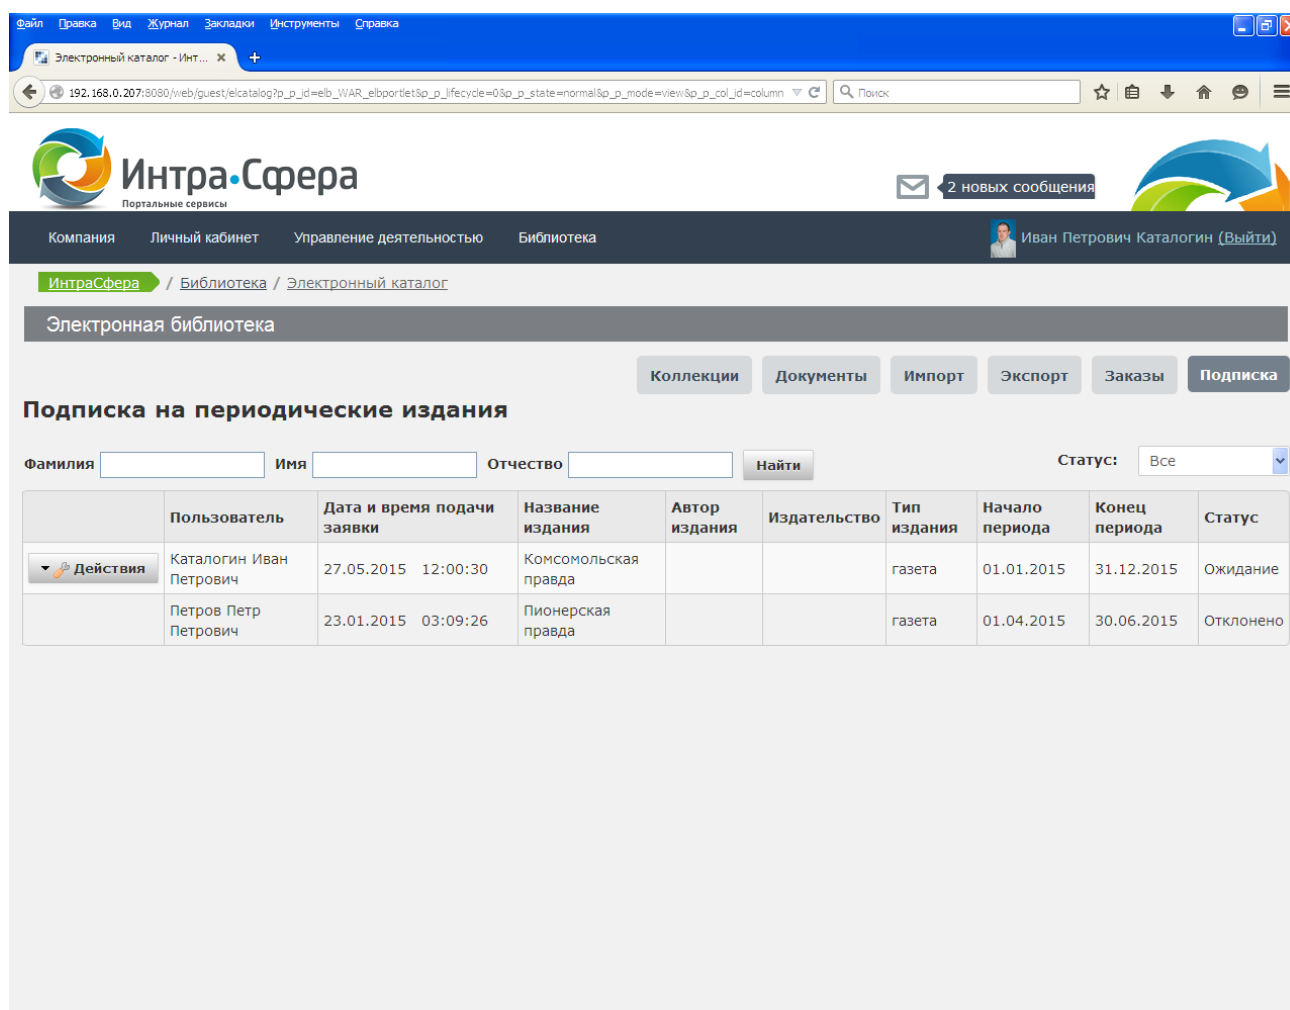 Файл Правка Вид Журнал Закладки Инструменты Справка
Электронный каталог - Инт...
192.168.0.207:8080/web/guest/elcatalog?p_p_id=elb_WAR_elbportlet&p_p_lifecycle=0&p_p_state=normal&p_p_mode=view&p_p_col_id=column Поиск
Интра•Сфера
Портальные сервисы
2 новых сообщения
Компания Личный кабинет Управление деятельностью Библиотека Иван Петрович Каталогин (Выйти)
ИнтраСфера / Библиотека / Электронный каталог
Электронная библиотека
Коллекции Документы Импорт Экспорт Заказы Подписка
Подписка на периодические издания
Фамилия Имя Отчество Найти Статус: Все
Пользователь Дата и время подачи заявки Название издания Автор издания Издательство Тип издания Начало периода Конец периода Статус
Действия Каталогин Иван Петрович 27.05.2015 12:00:30 Комсомольская правда газета 01.01.2015 31.12.2015 Ожидание
Петров Петр Петрович 23.01.2015 03:09:26 Пионерская правда газета 01.04.2015 30.06.2015 Отклонено